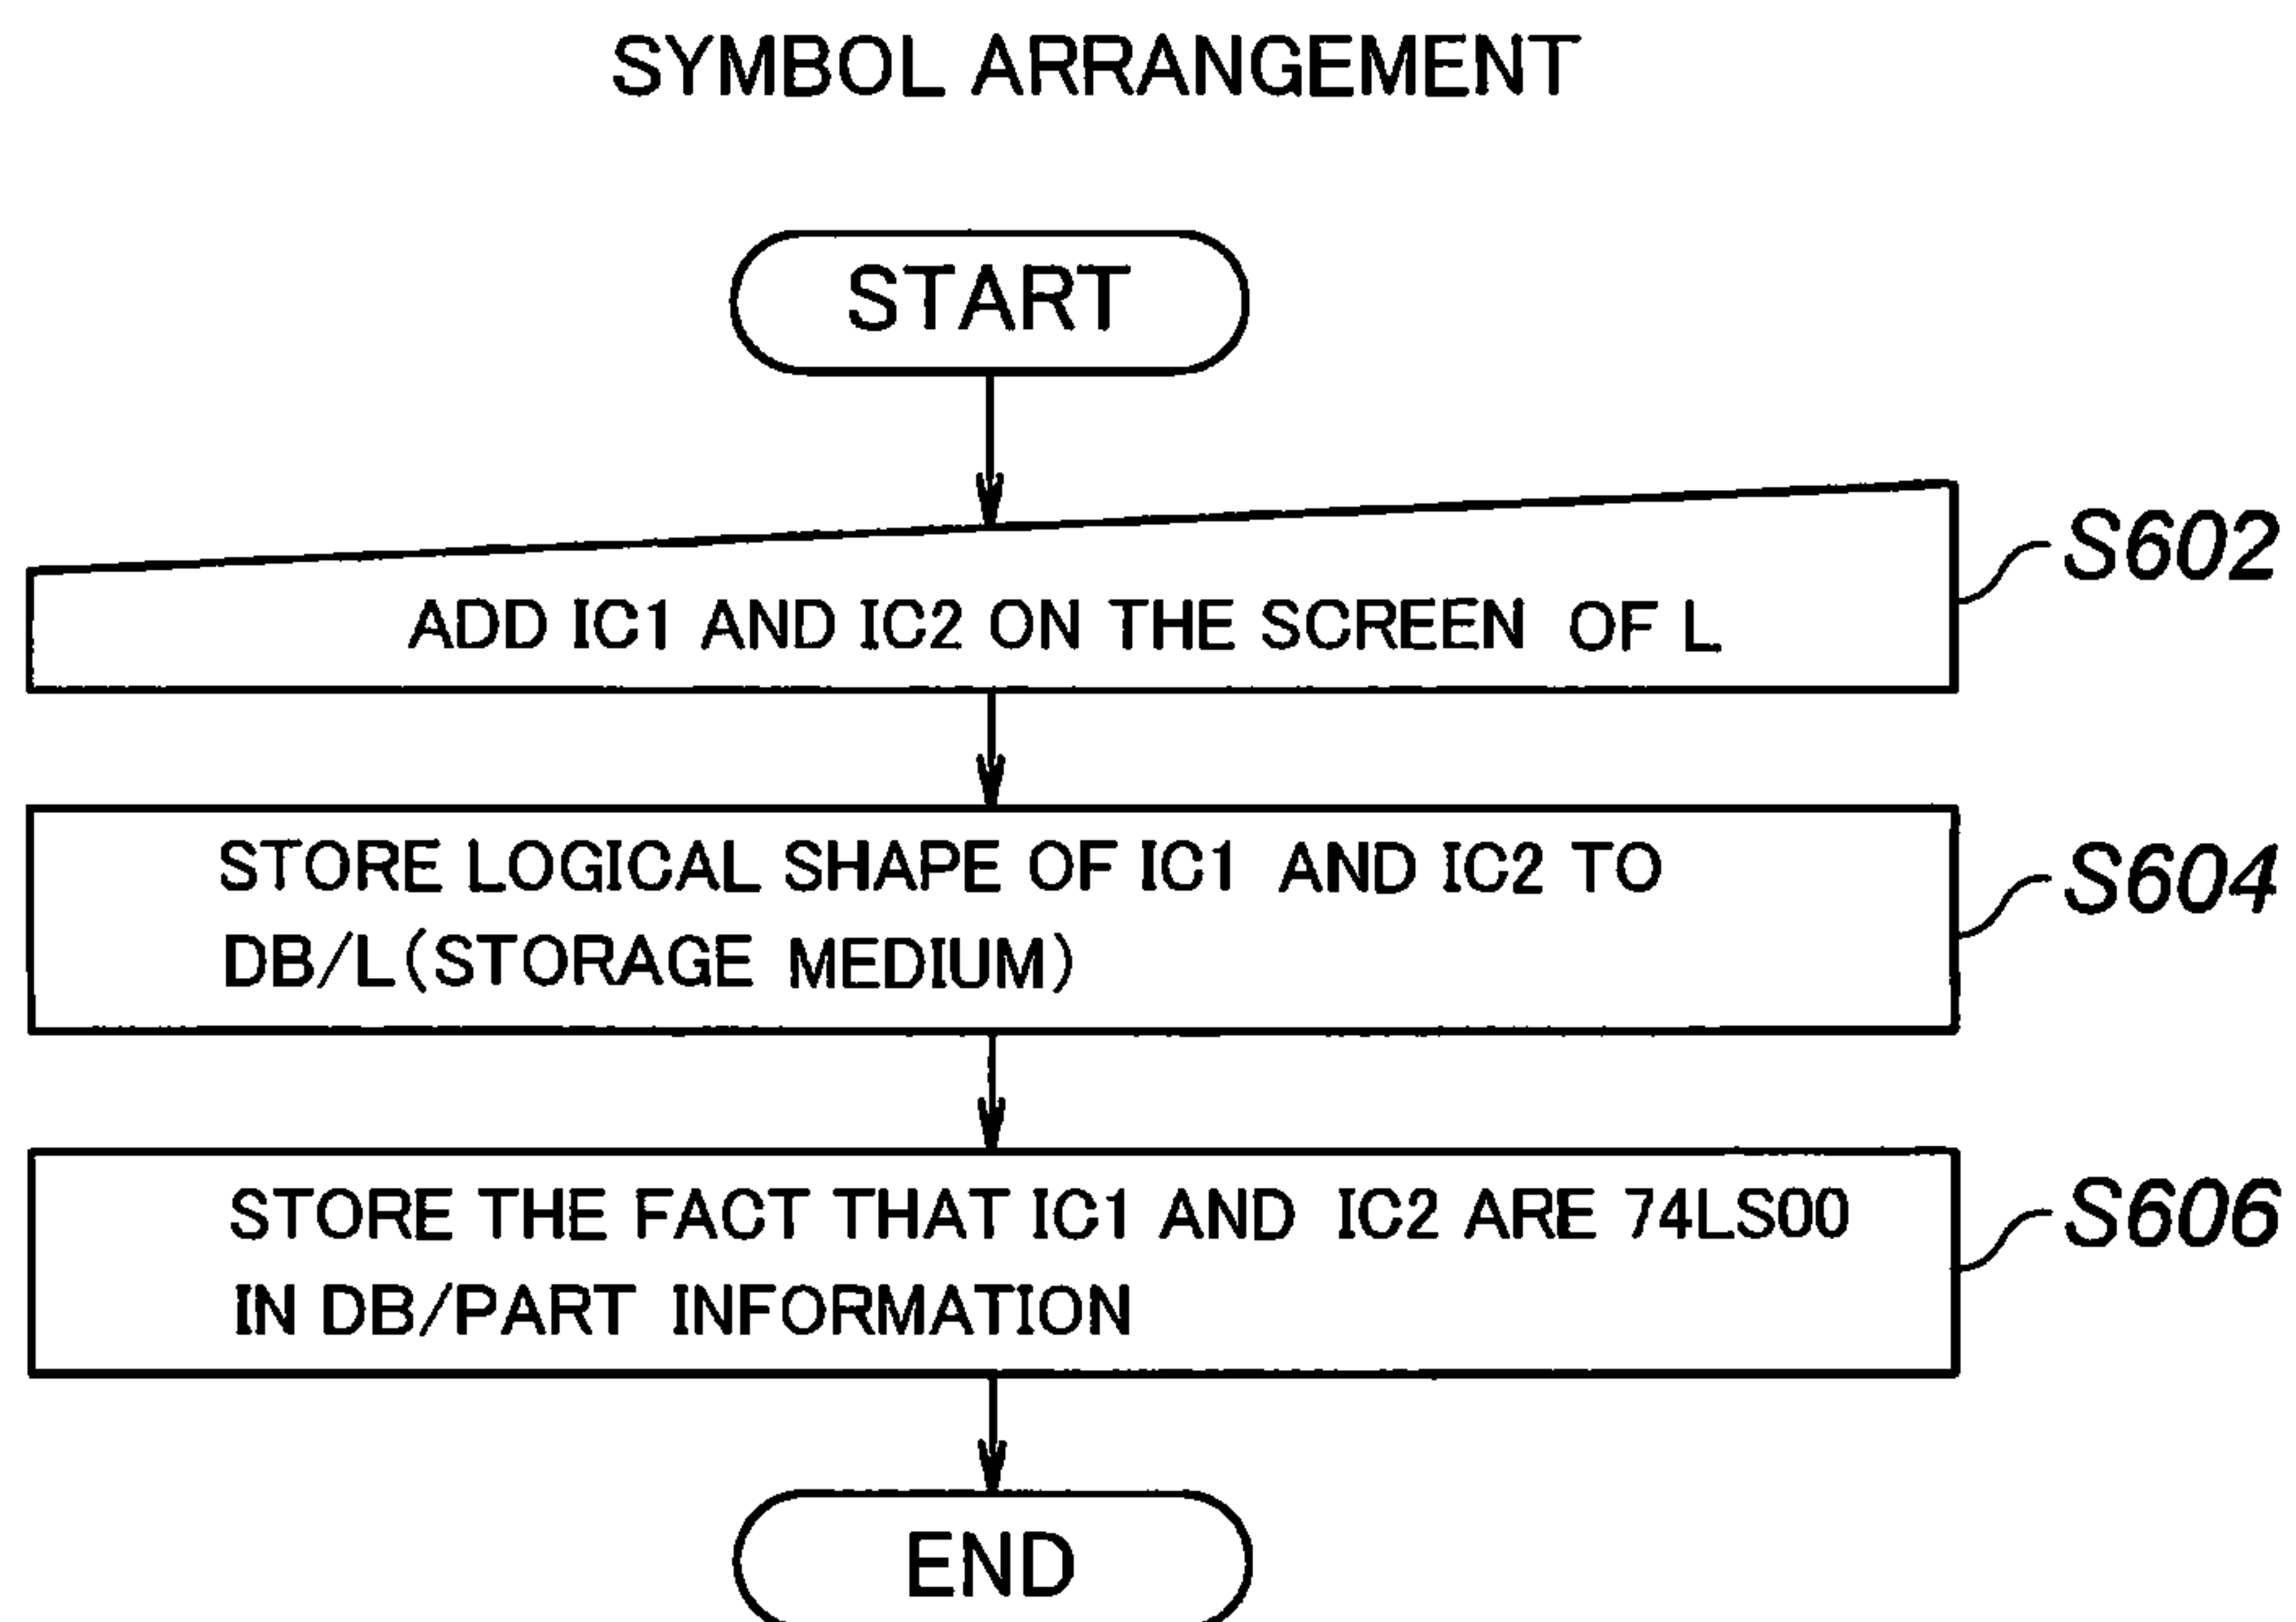 SYMBOL ARRANGEMENT
START
ADD IC1 AND IC2 ON THE SCREEN OF L
S602
STORE LOGICAL SHAPE OF IC1 AND IC2 TO
DB/L(STORAGE MEDIUM)
S604
STORE THE FACT THAT IC1 AND IC2 ARE 74LS00
IN DB/PART INFORMATION
S606
END